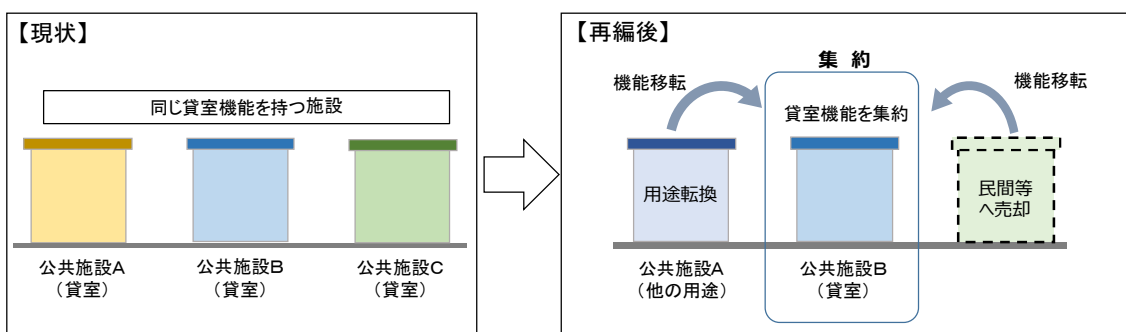 【現状】
同じ貸室機能を持つ施設
公共施設A
（貸室）
公共施設B
（貸室）
公共施設C
（貸室）
【再編後】
集 約
機能移転
機能移転
貸室機能を集約
用途転換
民間等
へ売却
公共施設A
（他の用途）
公共施設B
（貸室）